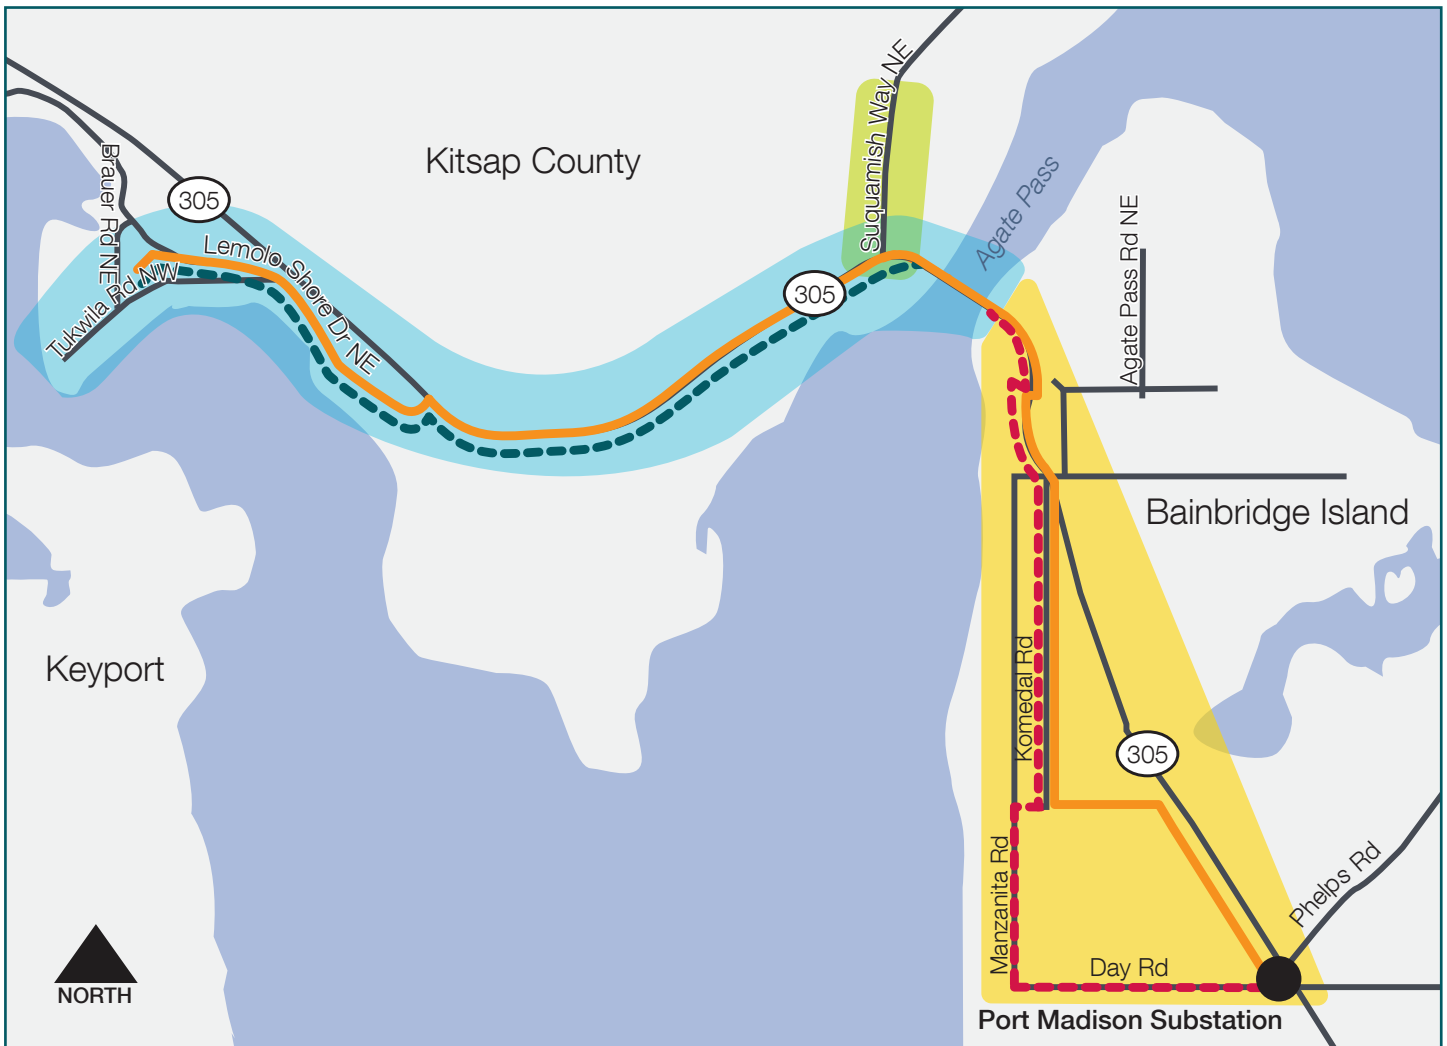 Suquamish Way NE
Kitsap County
Brauer Rd NE
305
Agate Pass
Agate Pass Rd NE
Lemolo Shore Dr NE
Tukwila Rd NW
305
Bainbridge Island
Keyport
Komedal Rd
305
Manzanita Rd
Phelps Rd
Day Rd
NORTH
Port Madison Substation